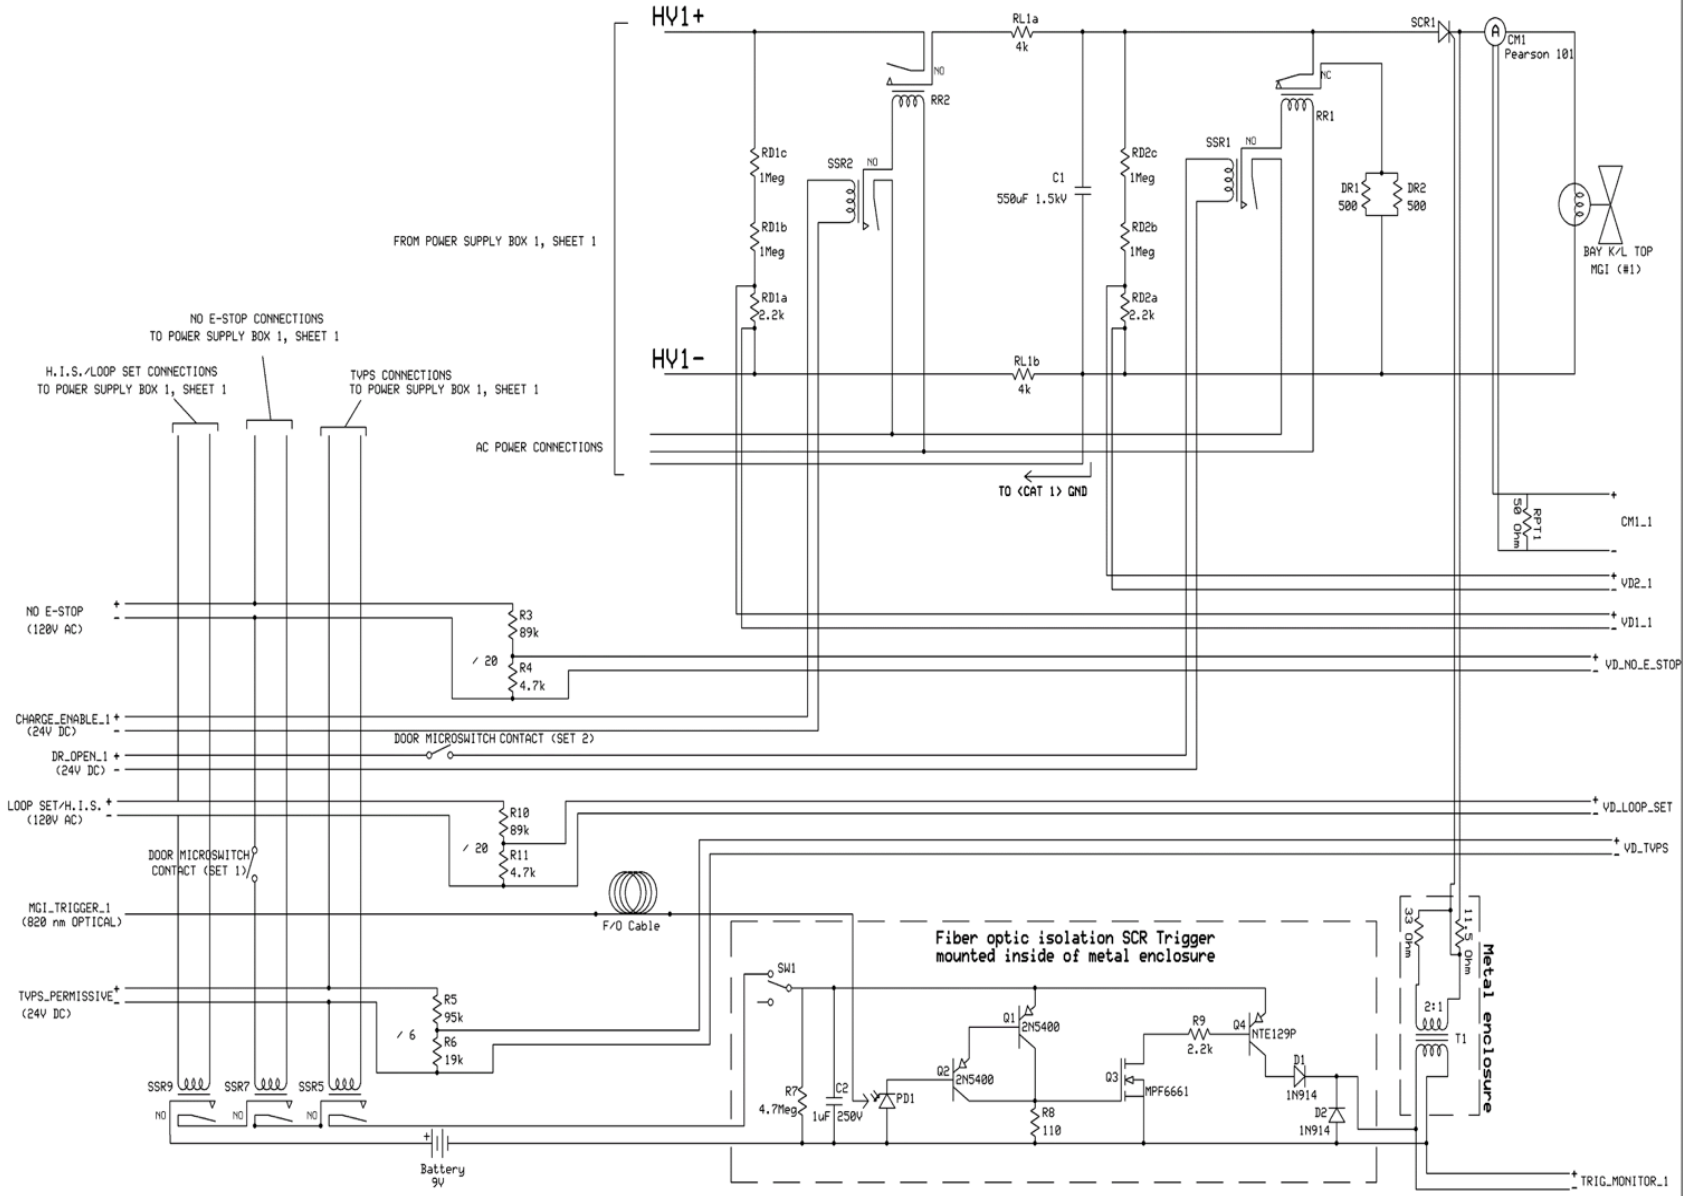 HV1+
RL1a
4k
SCR1
A
CM1
Pearson 101
NO
RR2
NC
RR1
RD1c
1Meg
SSR2
NO
RD2c
1Meg
SSR1
NO
C1
550uF 1.5kV
DR1
500
DR2
500
RD1b
1Meg
RD2b
1Meg
FROM POWER SUPPLY BOX 1, SHEET 1
BAY K/L TOP
MGI (#1)
RD1a
2.2k
RD2a
2.2k
NO E-STOP CONNECTIONS
TO POWER SUPPLY BOX 1, SHEET 1
HV1-
RL1b
4k
H.I.S./LOOP SET CONNECTIONS
TO POWER SUPPLY BOX 1, SHEET 1
TVPS CONNECTIONS
TO POWER SUPPLY BOX 1, SHEET 1
AC POWER CONNECTIONS
TO <CAT 1> GND
RPT1
50 Ohm
+
CM1_1
-
+
VD2_1
-
+
VD1_1
-
NO E-STOP
(120V AC)
+
-
R3
89k
/ 20
R4
4.7k
+
VD_NO_E_STOP
-
CHARGE_ENABLE_1
(24V DC)
+
-
DOOR MICROSWITCH CONTACT (SET 2)
DR_OPEN_1
(24V DC)
+
-
LOOP SET/H.I.S.
(120V AC)
+
-
R10
89k
/ 20
R11
4.7k
+
VD_LOOP_SET
-
+
VD_TVPS
-
DOOR MICROSWITCH
CONTACT (SET 1)
MGI_TRIGGER_1
(820 nm OPTICAL)
F/O Cable
Fiber optic isolation SCR Trigger
mounted inside of metal enclosure
33 Ohm
11.5 Ohm
Metal enclosure
2:1
T1
TVPS_PERMISSIVE
(24V DC)
+
-
R5
95k
/ 6
R6
19k
SW1
Q1
2N5400
R9
2.2k
Q4
NTE129P
Q2
2N5400
Q3
MPF6661
D1
1N914
SSR9
SSR7
SSR5
NO
NO
NO
R7
4.7Meg
C2
1uF 250V
PD1
R8
110
D2
1N914
+
Battery
9V
+
TRIG_MONITOR_1
-